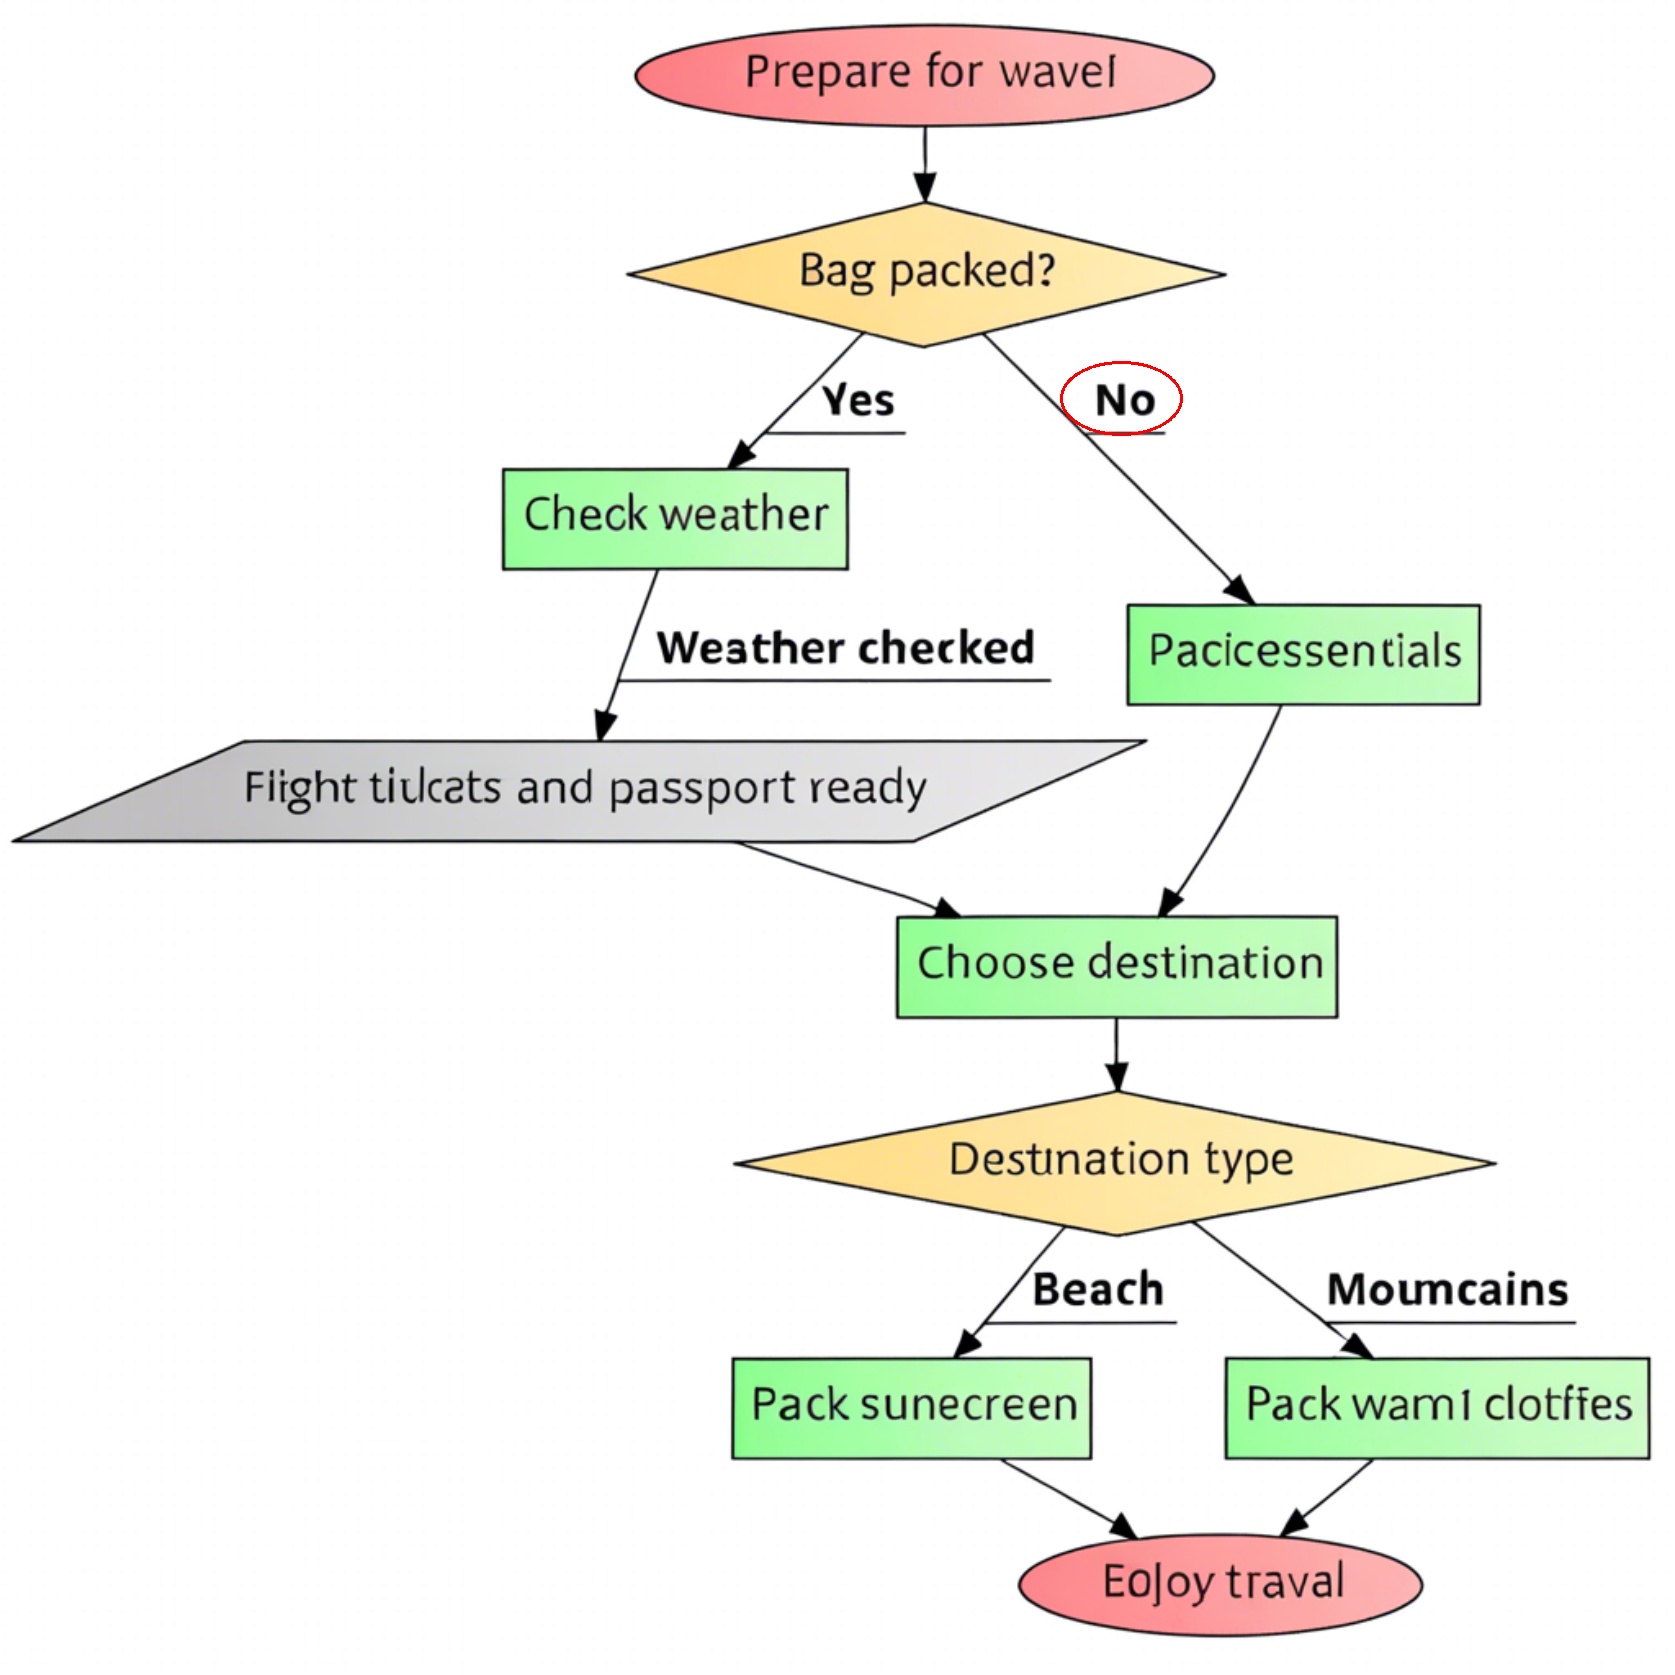 Prepare for wavel
Bag packed?
Yes
No
Check weather
Weather checked
Pacicessentials
Flight tickets and passport ready
Choose destination
Destination type
Beach
Moumcains
Pack sunecreen
Pack wam1 clotffes
Eojoy traval